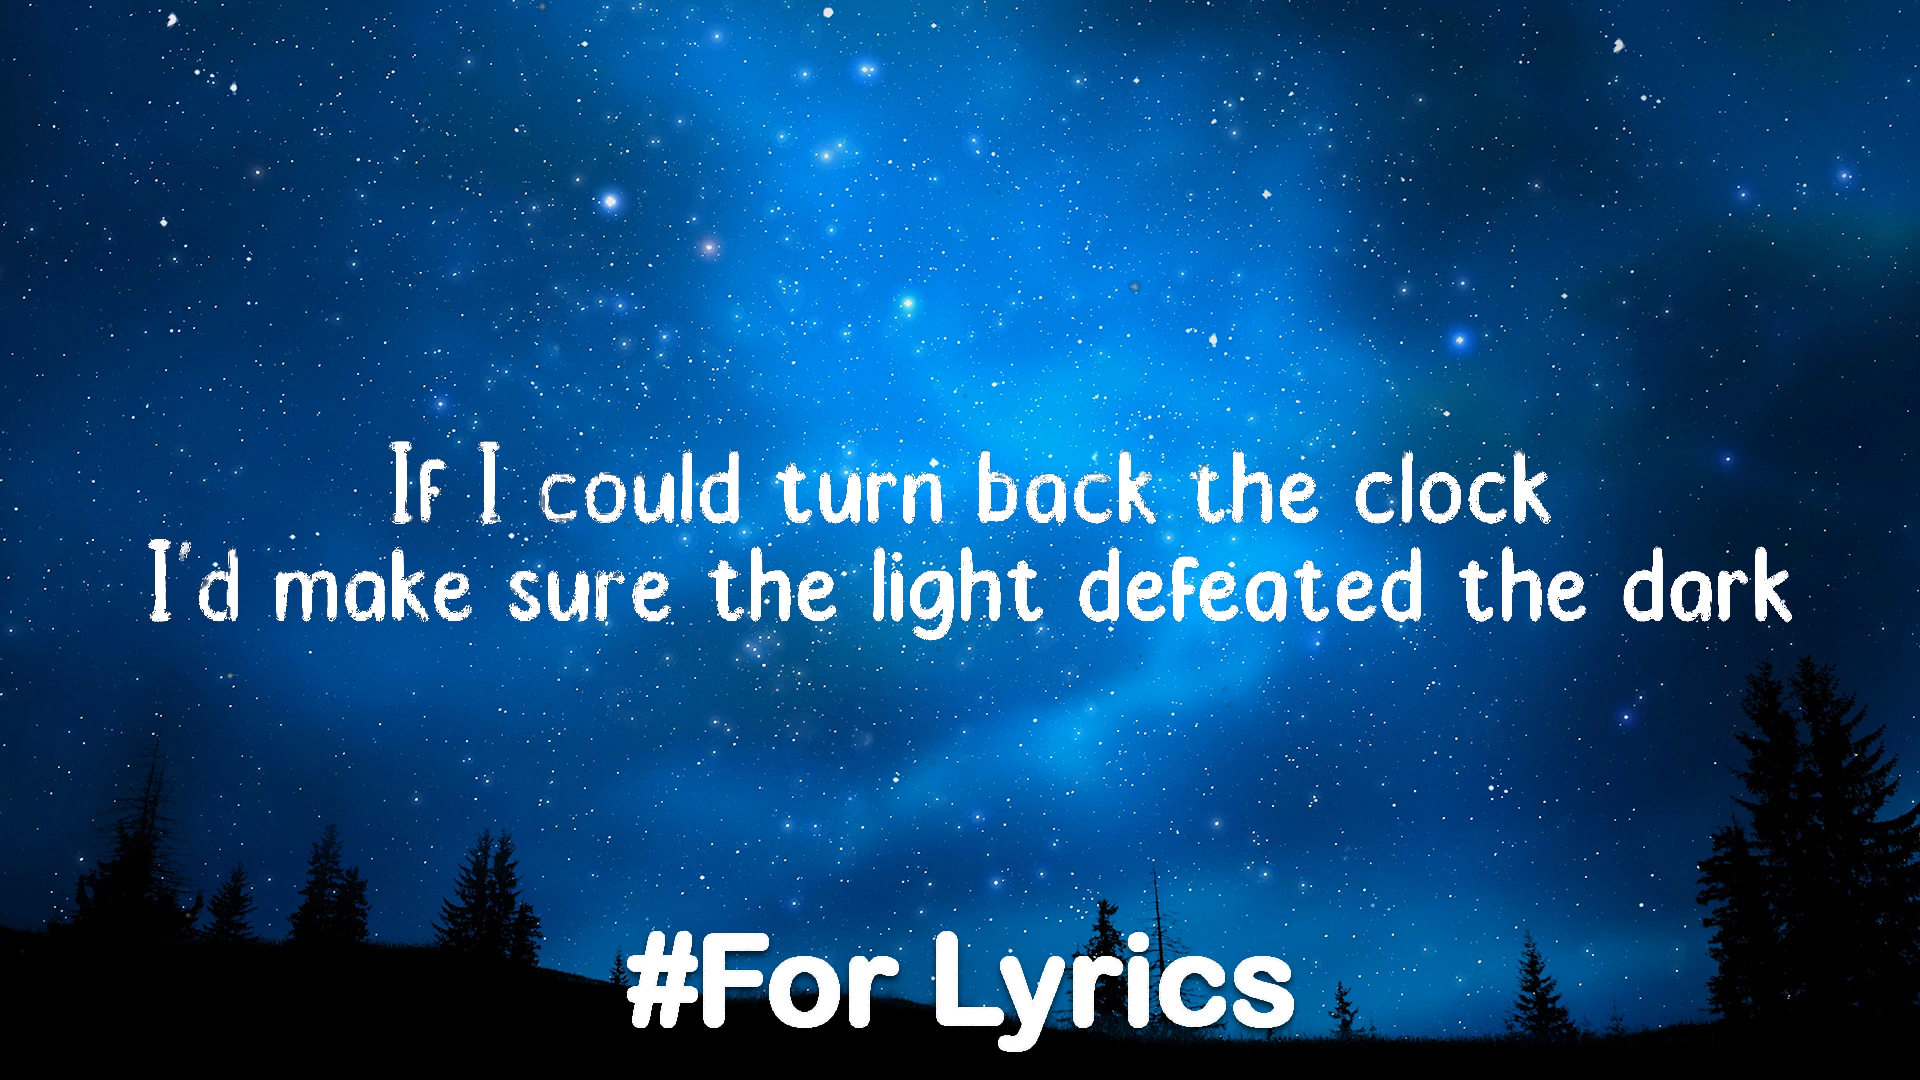 If I could turn back the clock
I'd make sure the light defeated the dark
#For Lyrics